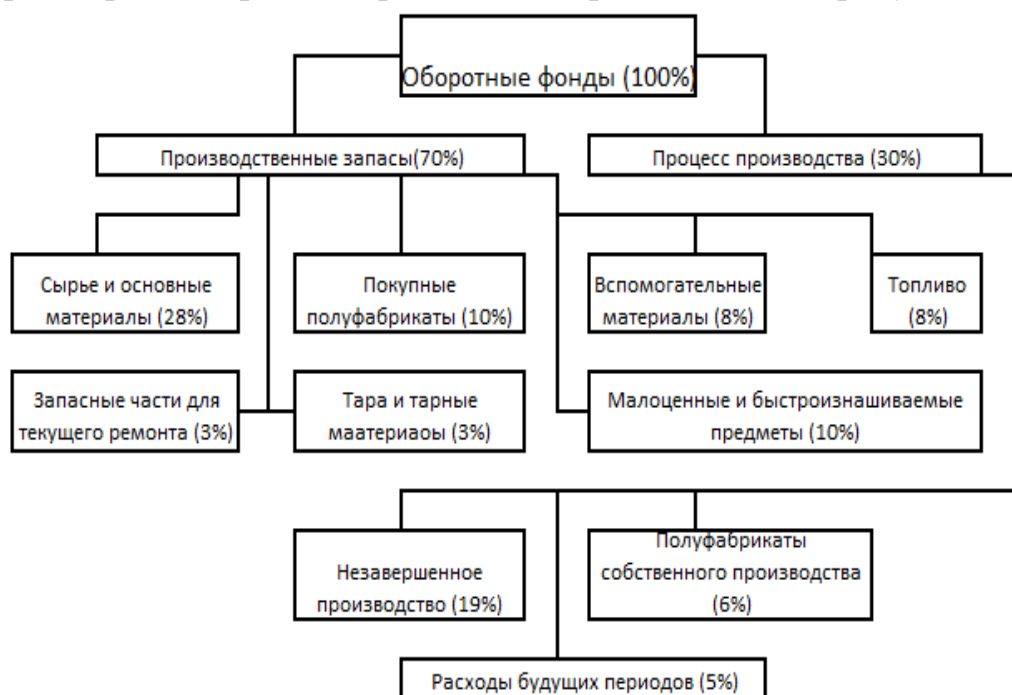 Оборотные фонды (100%)
Производственные запасы(70%)
Процесс производства (30%)
Сырье и основные
материалы (28%)
Покупные
полуфабрикаты (10%)
Вспомогательные
материалы (8%)
Топливо
(8%)
Запасные части для
текущего ремонта (3%)
Тара и тарные
маатериаоы (3%)
Малоценные и быстроизнашиваемые
предметы (10%)
Незавершенное
производство (19%)
Полуфабрикаты
собственного производства
(6%)
Расходы будущих периодов (5%)